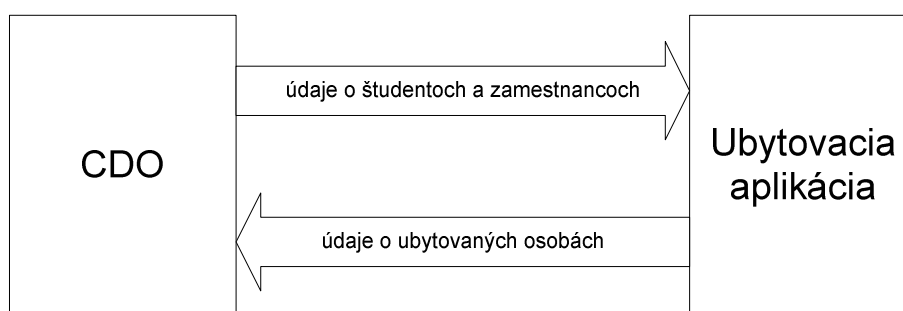 CDO
údaje o študentoch a zamestnancoch
údaje o ubytovaných osobách
Ubytovacia
aplikácia